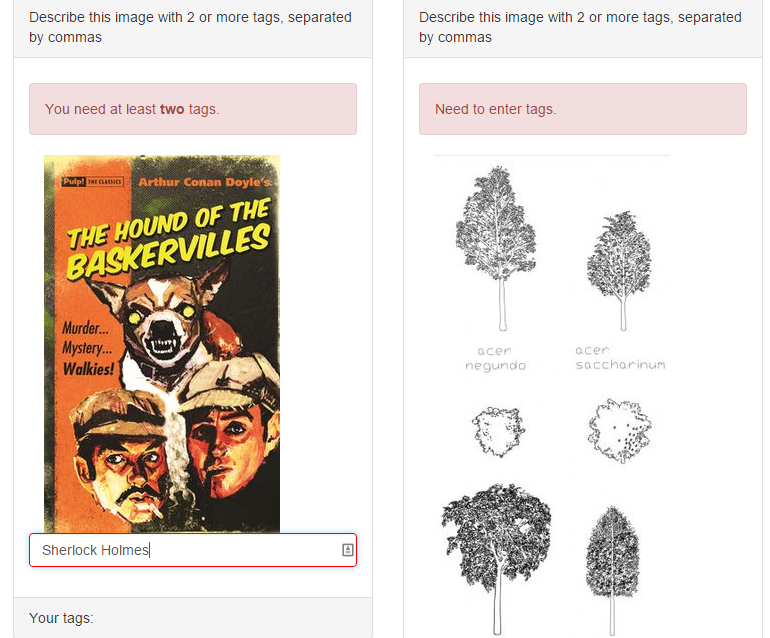 Describe this image with 2 or more tags, separated
by commas
You need at least two tags.
Pulp! THE CLASSICS
Arthur Conan Doyle's
THE HOUND OF THE
BASKERVILLES
Murder...
Mystery...
Walkies!
Sherlock Holmes
Your tags:
Describe this image with 2 or more tags, separated
by commas
Need to enter tags.
acer
negundo
acer
saccharinum